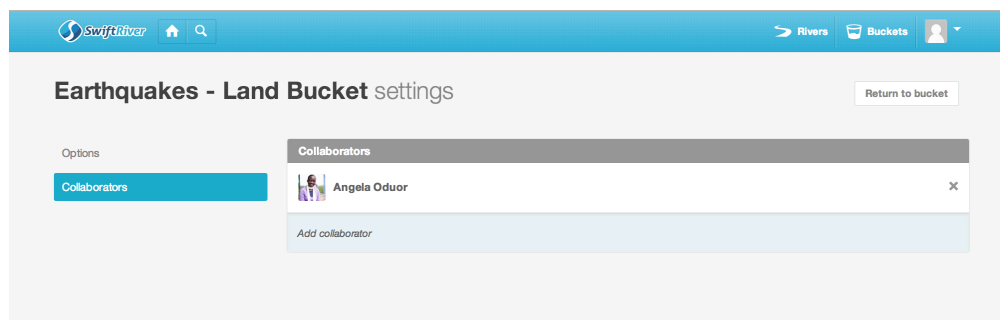 SwiftRiver
Rivers
Buckets
Earthquakes - Land Bucket settings
Return to bucket
Options
Collaborators
Collaborators
Angela Oduor
Add collaborator